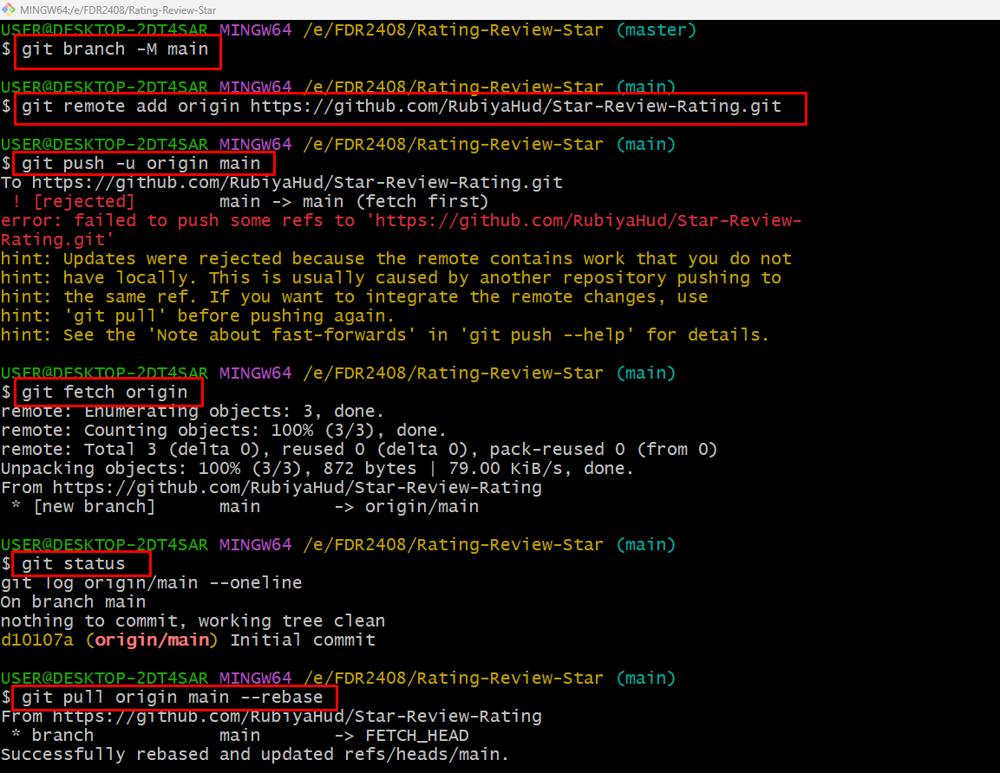 MINGW64:/e/FDR2408/Rating-Review-Star
USER@DESKTOP-2DT4SAR MINGW64 /e/FDR2408/Rating-Review-Star (master)
$ git branch -M main
USER@DESKTOP-2DT4SAR MINGW64 /e/FDR2408/Rating-Review-Star (main)
$ git remote add origin https://github.com/RubiyaHud/Star-Review-Rating.git
USER@DESKTOP-2DT4SAR MINGW64 /e/FDR2408/Rating-Review-Star (main)
$ git push -u origin main
To https://github.com/RubiyaHud/Star-Review-Rating.git
 ! [rejected]        main -> main (fetch first)
error: failed to push some refs to 'https://github.com/RubiyaHud/Star-Review-
Rating.git'
hint: Updates were rejected because the remote contains work that you do not
hint: have locally. This is usually caused by another repository pushing to
hint: the same ref. If you want to integrate the remote changes, use
hint: 'git pull' before pushing again.
hint: See the 'Note about fast-forwards' in 'git push --help' for details.
USER@DESKTOP-2DT4SAR MINGW64 /e/FDR2408/Rating-Review-Star (main)
$ git fetch origin
remote: Enumerating objects: 3, done.
remote: Counting objects: 100% (3/3), done.
remote: Total 3 (delta 0), reused 0 (delta 0), pack-reused 0 (from 0)
Unpacking objects: 100% (3/3), 872 bytes | 79.00 KiB/s, done.
From https://github.com/RubiyaHud/Star-Review-Rating
 * [new branch]      main       -> origin/main
USER@DESKTOP-2DT4SAR MINGW64 /e/FDR2408/Rating-Review-Star (main)
$ git status
git log origin/main --oneline
On branch main
nothing to commit, working tree clean
d10107a (origin/main) Initial commit
USER@DESKTOP-2DT4SAR MINGW64 /e/FDR2408/Rating-Review-Star (main)
$ git pull origin main --rebase
From https://github.com/RubiyaHud/Star-Review-Rating
 * branch            main       -> FETCH_HEAD
Successfully rebased and updated refs/heads/main.